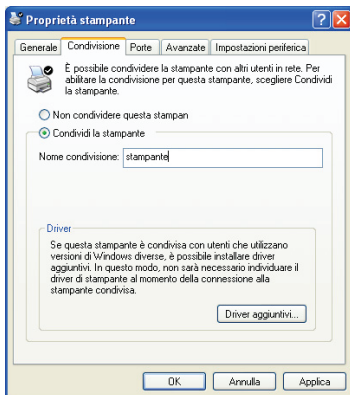 Proprietà stampante
Generale Condivisione Porte Avanzate Impostazioni periferica
È possibile condividere la stampante con altri utenti in rete. Per
abilitare la condivisione per questa stampante, scegliere Condividi
la stampante.
Non condividere questa stampan
Condividi la stampante
Nome condivisione: stampante
Driver
Se questa stampante è condivisa con utenti che utilizzano
versioni di Windows diverse, è possibile installare driver
aggiuntivi. In questo modo, non sarà necessario individuare il
driver di stampante al momento della connessione alla
stampante condivisa.
Driver aggiuntivi...
OK Annulla Applica